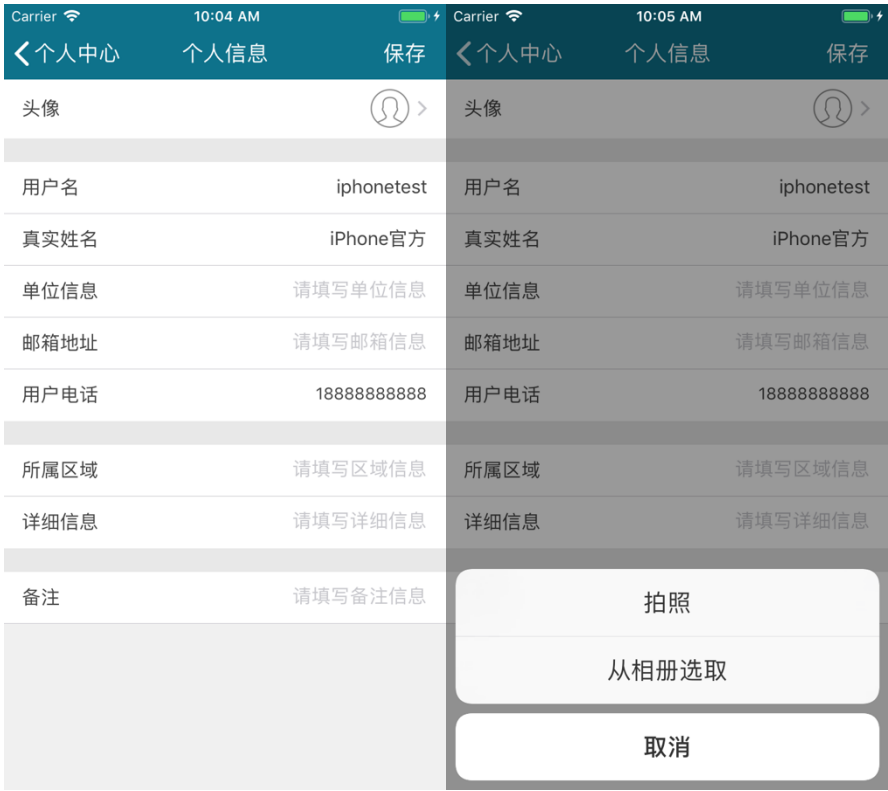 Carrier 10:04 AM
个人中心 个人信息 保存
头像
用户名 iphonetest
真实姓名 iPhone官方
单位信息 请填写单位信息
邮箱地址 请填写邮箱信息
用户电话 18888888888
所属区域 请填写区域信息
详细信息 请填写详细信息
备注 请填写备注信息
Carrier 10:05 AM
个人中心 个人信息 保存
头像
用户名 iphonetest
真实姓名 iPhone官方
单位信息 请填写单位信息
邮箱地址 请填写邮箱信息
用户电话 18888888888
所属区域 请填写区域信息
详细信息 请填写详细信息
拍照
从相册选取
取消